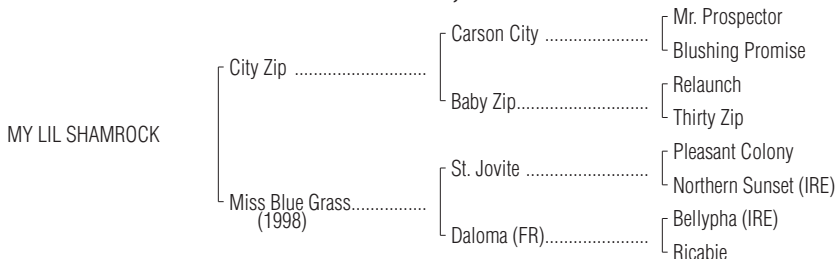 Mr. Prospector
Carson City ............................
Blushing Promise
City Zip ............................
Relaunch
Baby Zip............................
Thirty Zip
MY LIL SHAMROCK
Pleasant Colony
St. Jovite ..........................
Northern Sunset (IRE)
Miss Blue Grass................
(1998)
Bellypha (IRE)
Daloma (FR)......................
Ricabie